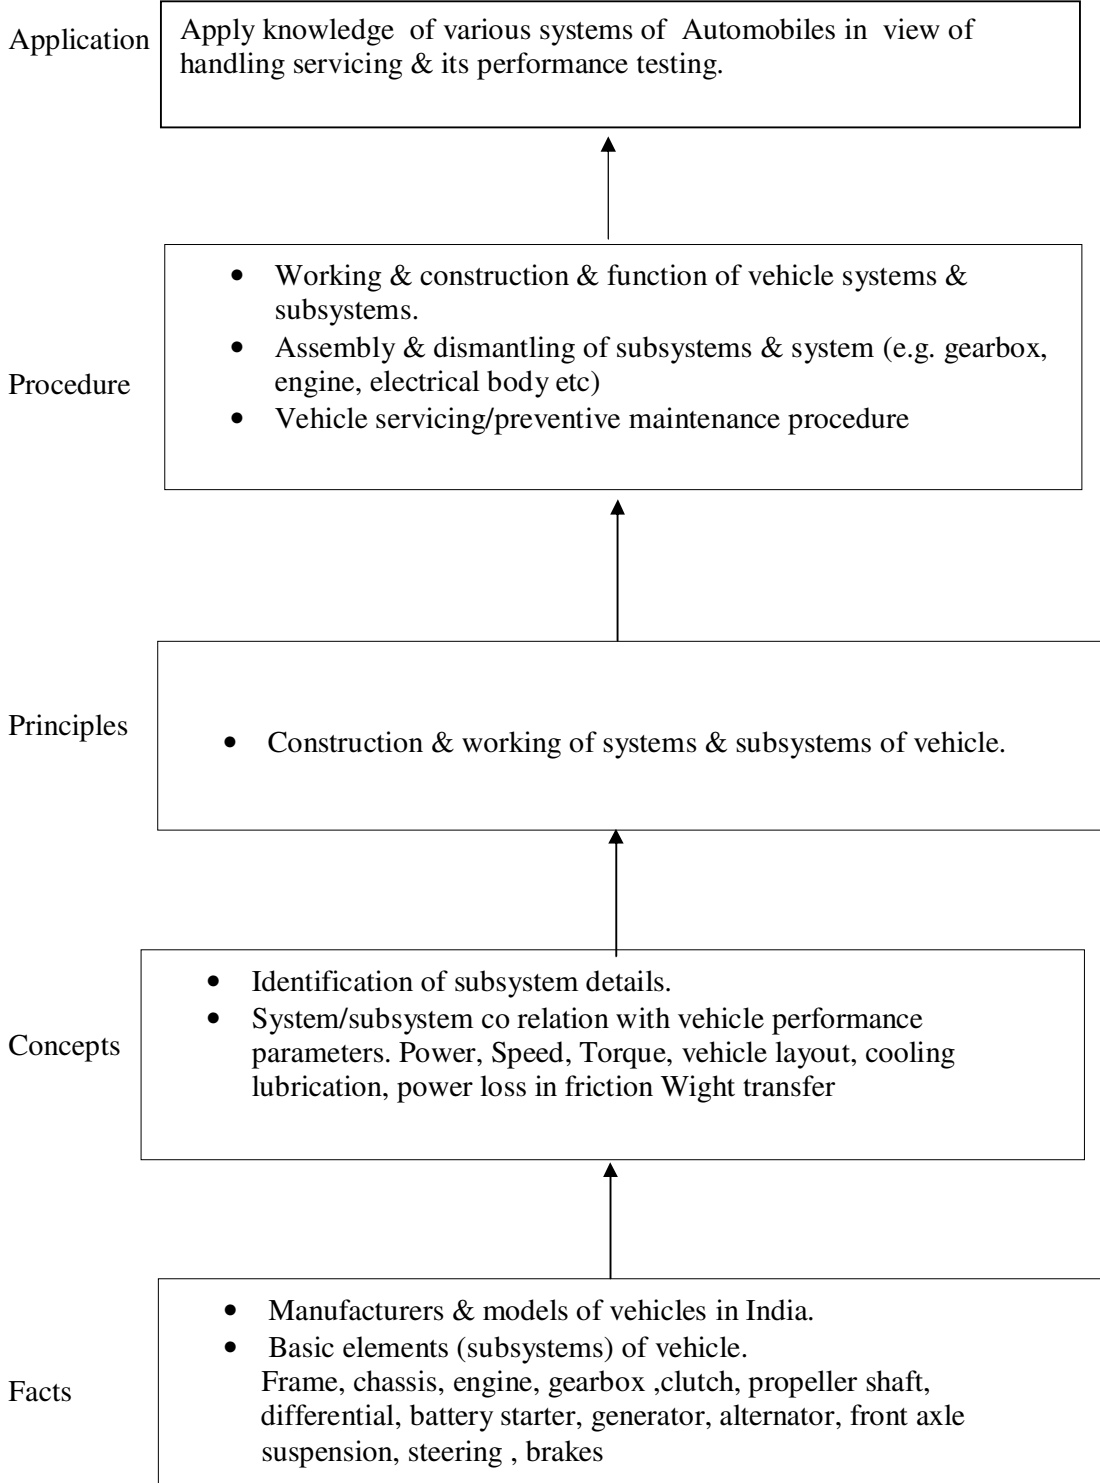 Application
Apply knowledge of various systems of Automobiles in view of
handling servicing & its performance testing.
Procedure
• Working & construction & function of vehicle systems &
subsystems.
• Assembly & dismantling of subsystems & system (e.g. gearbox,
engine, electrical body etc)
• Vehicle servicing/preventive maintenance procedure
Principles
• Construction & working of systems & subsystems of vehicle.
Concepts
• Identification of subsystem details.
• System/subsystem co relation with vehicle performance
parameters. Power, Speed, Torque, vehicle layout, cooling
lubrication, power loss in friction Wight transfer
Facts
• Manufacturers & models of vehicles in India.
• Basic elements (subsystems) of vehicle.
Frame, chassis, engine, gearbox ,clutch, propeller shaft,
differential, battery starter, generator, alternator, front axle
suspension, steering , brakes